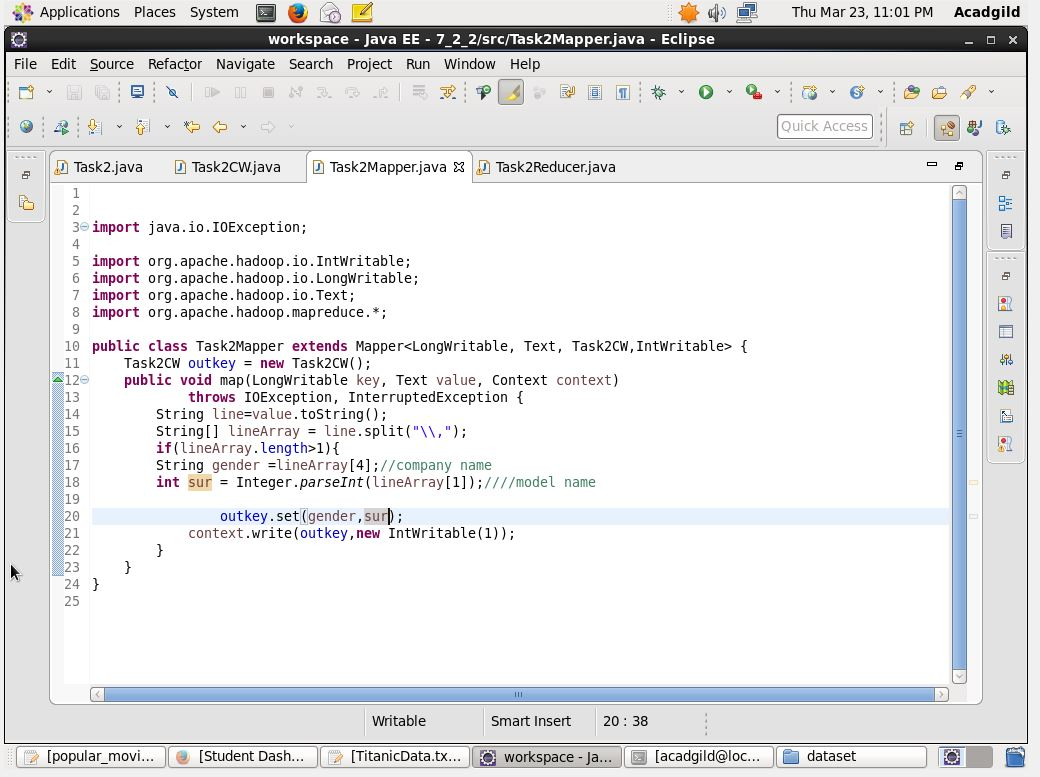 Applications Places System Thu Mar 23, 11:01 PM Acadgild
workspace - Java EE - 7_2_2/src/Task2Mapper.java - Eclipse
File Edit Source Refactor Navigate Search Project Run Window Help
Quick Access
Task2.java Task2CW.java Task2Mapper.java Task2Reducer.java
1
2
3 import java.io.IOException;
4
5 import org.apache.hadoop.io.IntWritable;
6 import org.apache.hadoop.io.LongWritable;
7 import org.apache.hadoop.io.Text;
8 import org.apache.hadoop.mapreduce.*;
9
10 public class Task2Mapper extends Mapper<LongWritable, Text, Task2CW,IntWritable> {
11 Task2CW outkey = new Task2CW();
12 public void map(LongWritable key, Text value, Context context)
13 throws IOException, InterruptedException {
14 String line=value.toString();
15 String[] lineArray = line.split("\\,");
16 if(lineArray.length>1){
17 String gender =lineArray[4];//company name
18 int sur = Integer.parseInt(lineArray[1]);////model name
19
20 outkey.set(gender,sur);
21 context.write(outkey,new IntWritable(1));
22 }
23 }
24 }
25
Writable Smart Insert 20 : 38
[popular_movi... [Student Dash... [TitanicData.tx... workspace - Ja... [acadgild@loc... dataset